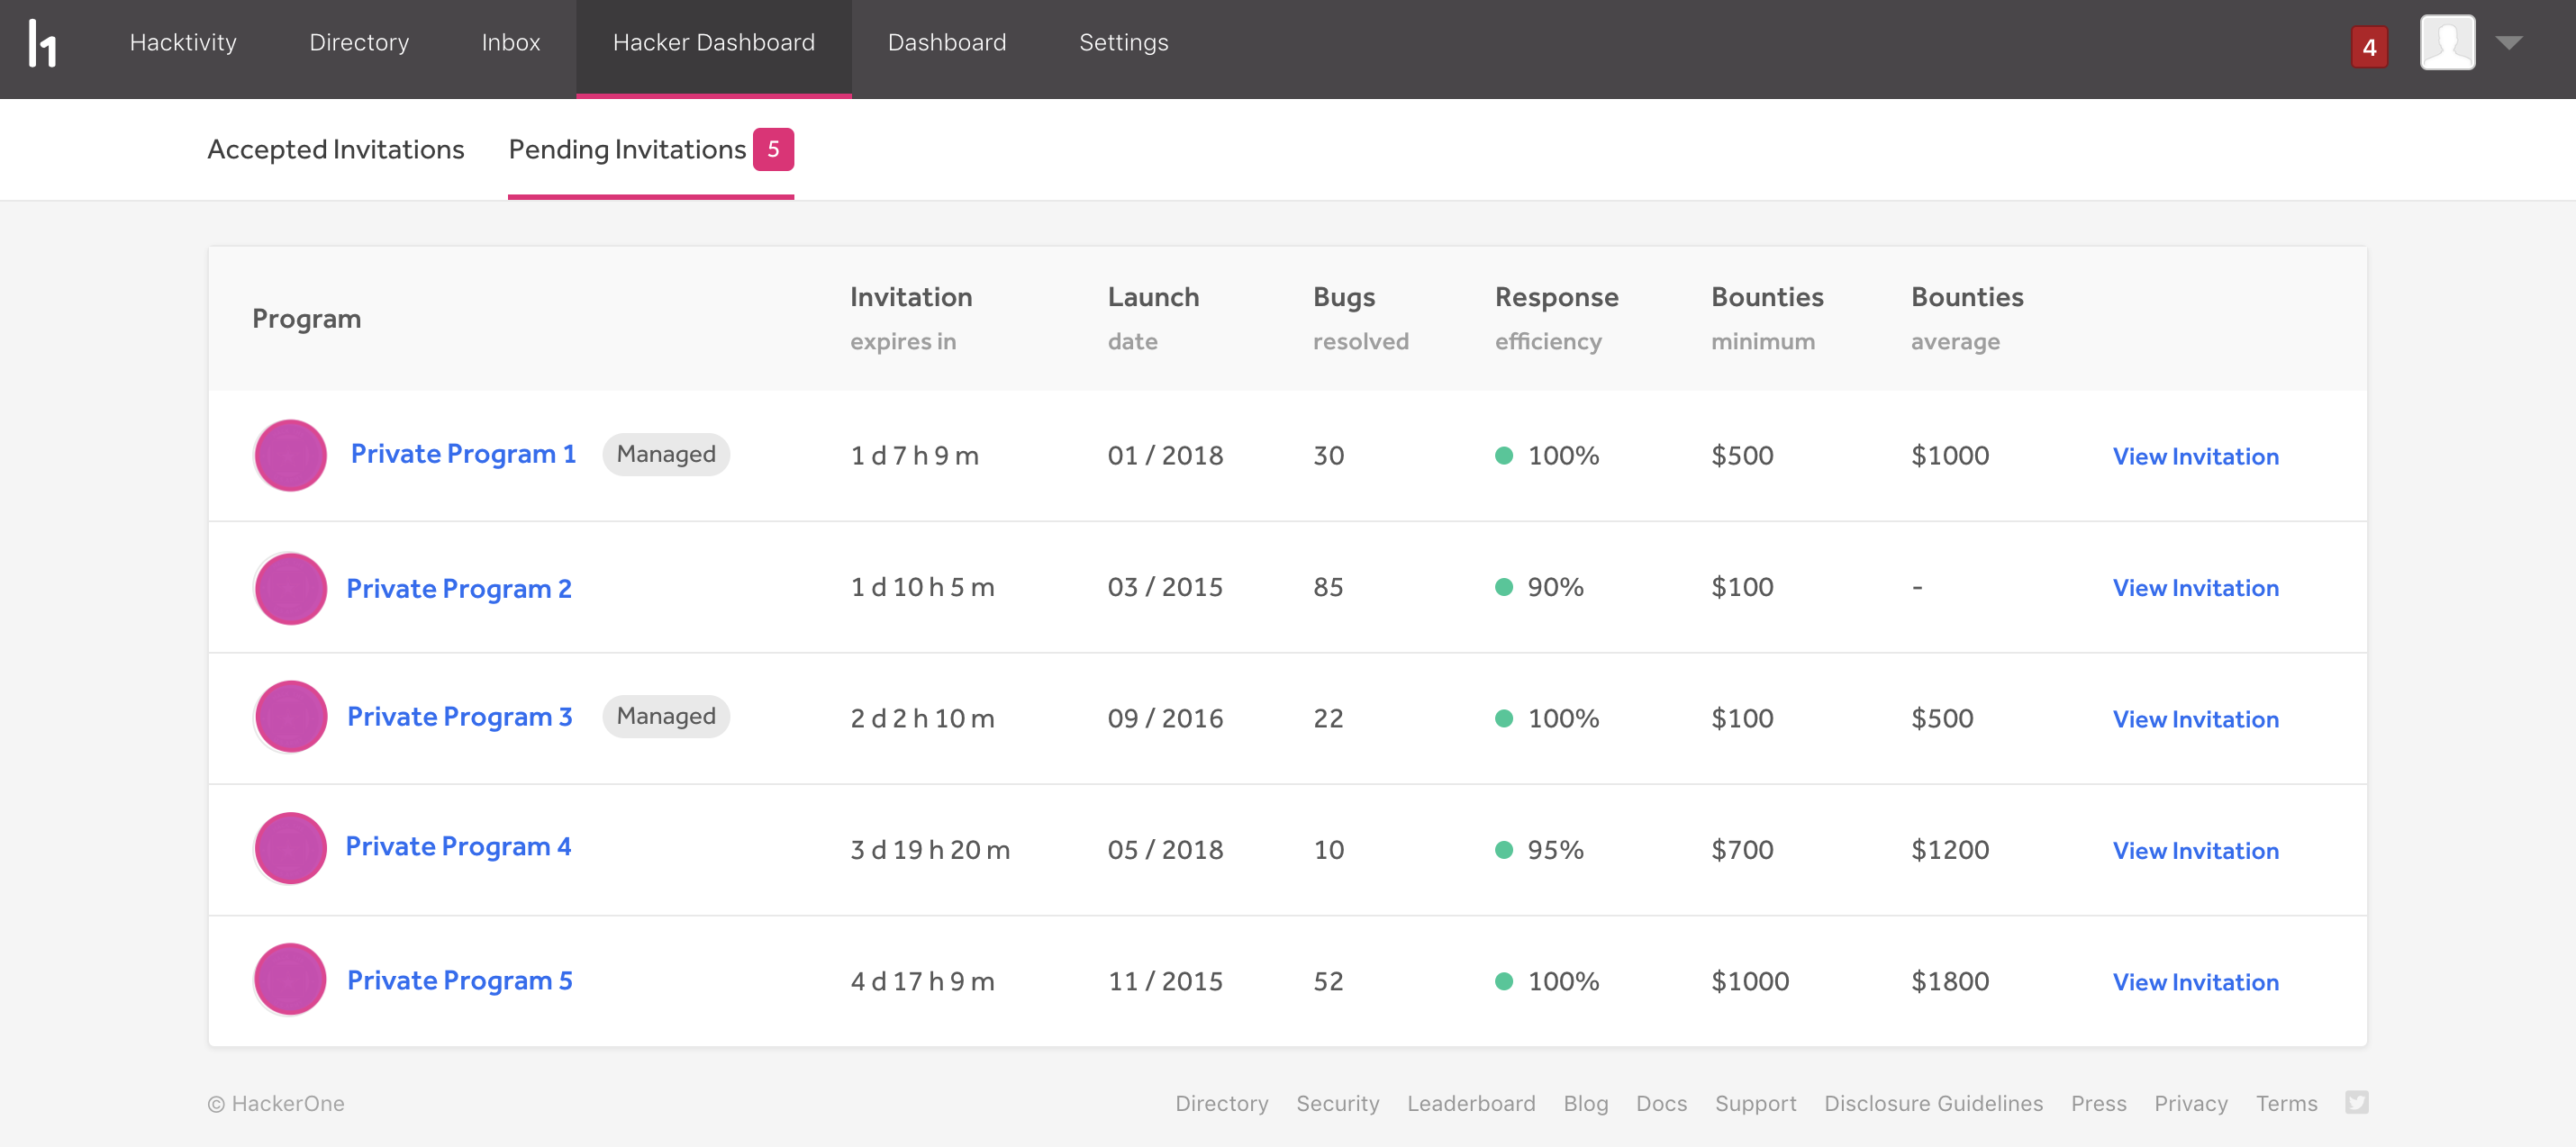 h1 Hacktivity Directory Inbox Hacker Dashboard Dashboard Settings 4
Accepted Invitations Pending Invitations 5
Program Invitation expires in Launch date Bugs resolved Response efficiency Bounties minimum Bounties average
Private Program 1 Managed 1 d 7 h 9 m 01 / 2018 30 100% $500 $1000 View Invitation
Private Program 2 1 d 10 h 5 m 03 / 2015 85 90% $100 - View Invitation
Private Program 3 Managed 2 d 2 h 10 m 09 / 2016 22 100% $100 $500 View Invitation
Private Program 4 3 d 19 h 20 m 05 / 2018 10 95% $700 $1200 View Invitation
Private Program 5 4 d 17 h 9 m 11 / 2015 52 100% $1000 $1800 View Invitation
© HackerOne Directory Security Leaderboard Blog Docs Support Disclosure Guidelines Press Privacy Terms